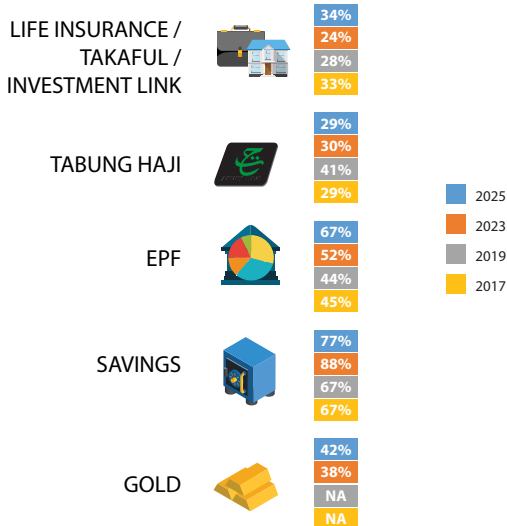 LIFE INSURANCE /
TAKAFUL /
INVESTMENT LINK
34%
24%
28%
33%
TABUNG HAJI
29%
30%
41%
29%
EPF
67%
52%
44%
45%
SAVINGS
77%
88%
67%
67%
GOLD
42%
38%
NA
NA
2025
2023
2019
2017